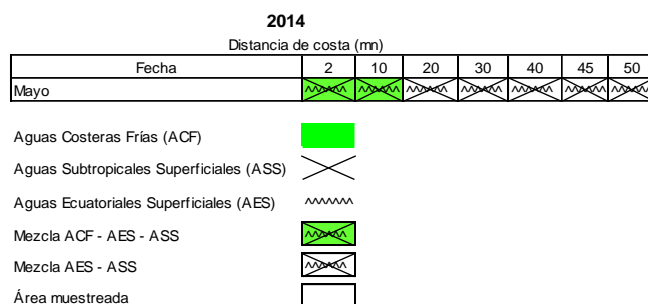 2014
Distancia de costa (mn)
Fecha 2 10 20 30 40 45 50
Mayo
Aguas Costeras Frías (ACF)
Aguas Subtropicales Superficiales (ASS)
Aguas Ecuatoriales Superficiales (AES)
Mezcla ACF - AES - ASS
Mezcla AES - ASS
Área muestreada